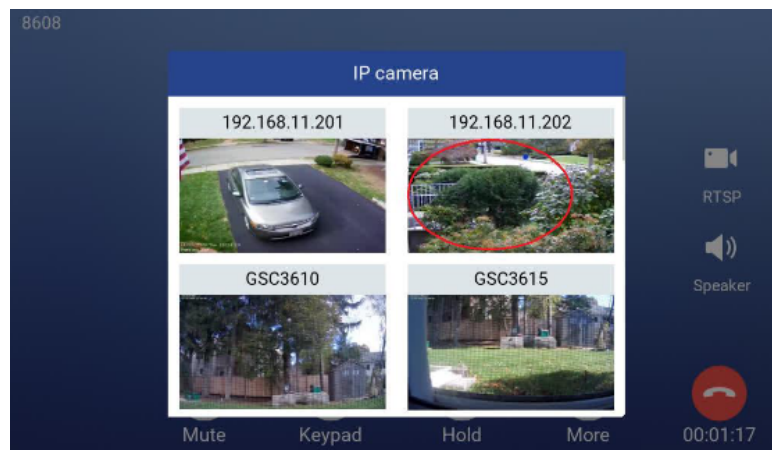 8608
IP camera
192.168.11.201
192.168.11.202
GSC3610
GSC3615
RTSP
Speaker
Mute
Keypad
Hold
More
00:01:17